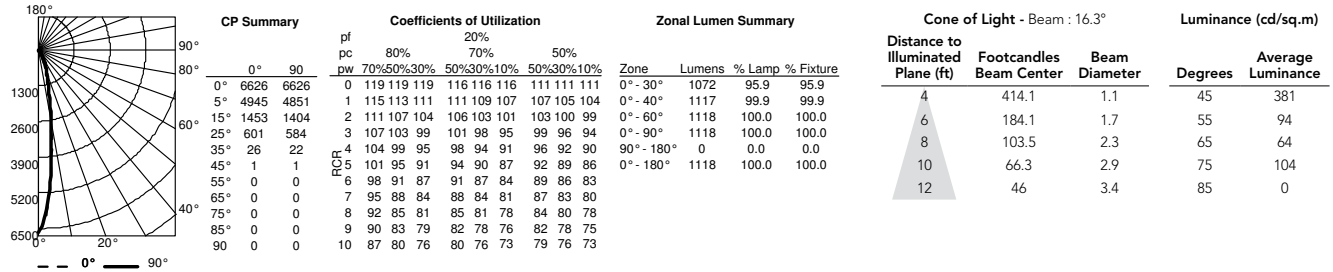 180°
90°
80°
60°
40°
20°
0°
1300
2600
3900
5200
6500
0° 90°
CP Summary
0° 90
0° 6626 6626
5° 4945 4851
15° 1453 1404
25° 601 584
35° 26 22
45° 1 1
55° 0 0
65° 0 0
75° 0 0
85° 0 0
90 0 0
Coefficients of Utilization
pf 20%
pc 80% 70% 50%
pw 70%50%30% 50%30%10% 50%30%10%
RCR
0 119 119 119 116 116 116 111 111 111
1 115 113 111 111 109 107 107 105 104
2 111 107 104 106 103 101 103 100 99
3 107 103 99 101 98 95 99 96 94
4 104 99 95 98 94 91 96 92 90
5 101 95 91 94 90 87 92 89 86
6 98 91 87 91 87 84 89 86 83
7 95 88 84 88 84 81 87 83 80
8 92 85 81 85 81 78 84 80 78
9 90 83 79 82 78 76 82 78 75
10 87 80 76 80 76 73 79 76 73
Zonal Lumen Summary
Zone Lumens % Lamp % Fixture
0° - 30° 1072 95.9 95.9
0° - 40° 1117 99.9 99.9
0° - 60° 1118 100.0 100.0
0° - 90° 1118 100.0 100.0
90° - 180° 0 0.0 0.0
0° - 180° 1118 100.0 100.0
Cone of Light - Beam : 16.3°
Distance to Illuminated Plane (ft) Footcandles Beam Center Beam Diameter
4 414.1 1.1
6 184.1 1.7
8 103.5 2.3
10 66.3 2.9
12 46 3.4
Luminance (cd/sq.m)
Degrees Average Luminance
45 381
55 94
65 64
75 104
85 0